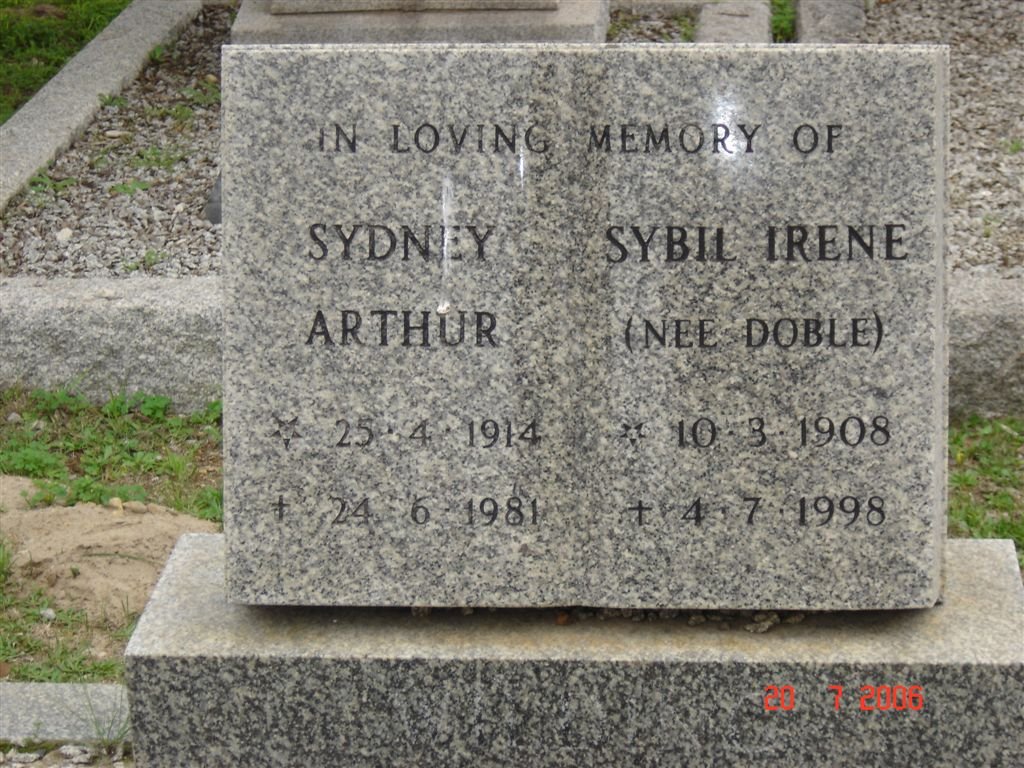 IN LOVING MEMORY OF
SYDNEY
ARTHUR
25·4·1914
24·6·1981
SYBIL IRENE
(NEE DOBLE)
10·3·1908
4·7·1998
20 7 2006